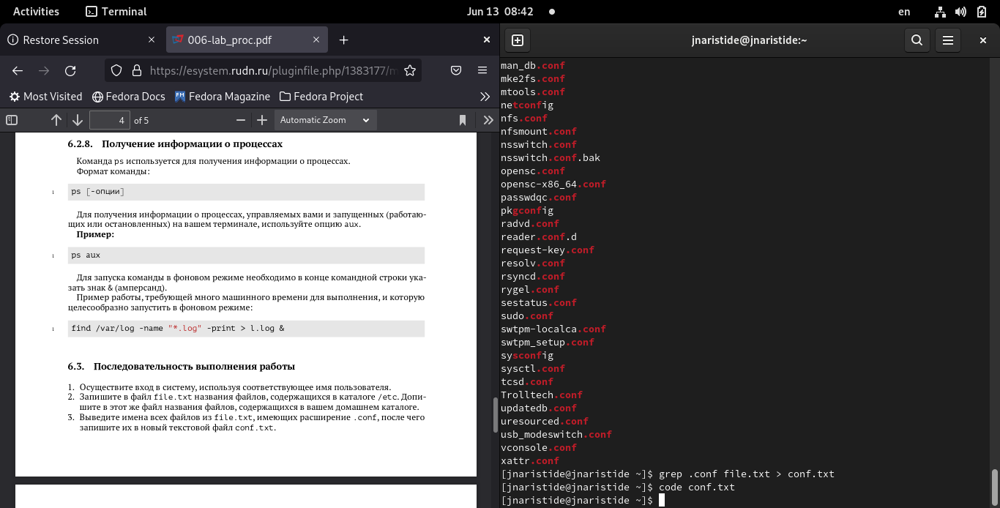 Activities
Terminal
Jun 13 08:42
en
Restore Session
006-lab_proc.pdf
https://esystem.rudn.ru/pluginfile.php/1383177/m
Most Visited
Fedora Docs
FM
Fedora Magazine
Fedora Project
4
of 5
Automatic Zoom
6.2.8. Получение информации о процессах
Команда ps используется для получения информации о процессах.
Формат команды:
1 ps [-опции]
Для получения информации о процессах, управляемых вами и запущенных (работаю-
щих или остановленных) на вашем терминале, используйте опцию aux.
Пример:
1 ps aux
Для запуска команды в фоновом режиме необходимо в конце командной строки ука-
зать знак & (амперсанд).
Пример работы, требующей много машинного времени для выполнения, и которую
целесообразно запустить в фоновом режиме:
1 find /var/log -name "*.log" -print > l.log &
6.3. Последовательность выполнения работы
1. Осуществите вход в систему, используя соответствующее имя пользователя.
2. Запишите в файл file.txt названия файлов, содержащихся в каталоге /etc. Допи-
шите в этот же файл названия файлов, содержащихся в вашем домашнем каталоге.
3. Выведите имена всех файлов из file.txt, имеющих расширение .conf, после чего
запишите их в новый текстовой файл conf.txt.
jnaristide@jnaristide:~
man_db.conf
mke2fs.conf
mtools.conf
netconfig
nfs.conf
nfsmount.conf
nsswitch.conf
nsswitch.conf.bak
opensc.conf
opensc-x86_64.conf
passwdqc.conf
pkgconfig
radvd.conf
reader.conf.d
request-key.conf
resolv.conf
rsyncd.conf
rygel.conf
sestatus.conf
sudo.conf
swtpm-localca.conf
swtpm_setup.conf
sysconfig
sysctl.conf
tcsd.conf
Trolltech.conf
updatedb.conf
uresourced.conf
usb_modeswitch.conf
vconsole.conf
xattr.conf
[jnaristide@jnaristide ~]$ grep .conf file.txt > conf.txt
[jnaristide@jnaristide ~]$ code conf.txt
[jnaristide@jnaristide ~]$